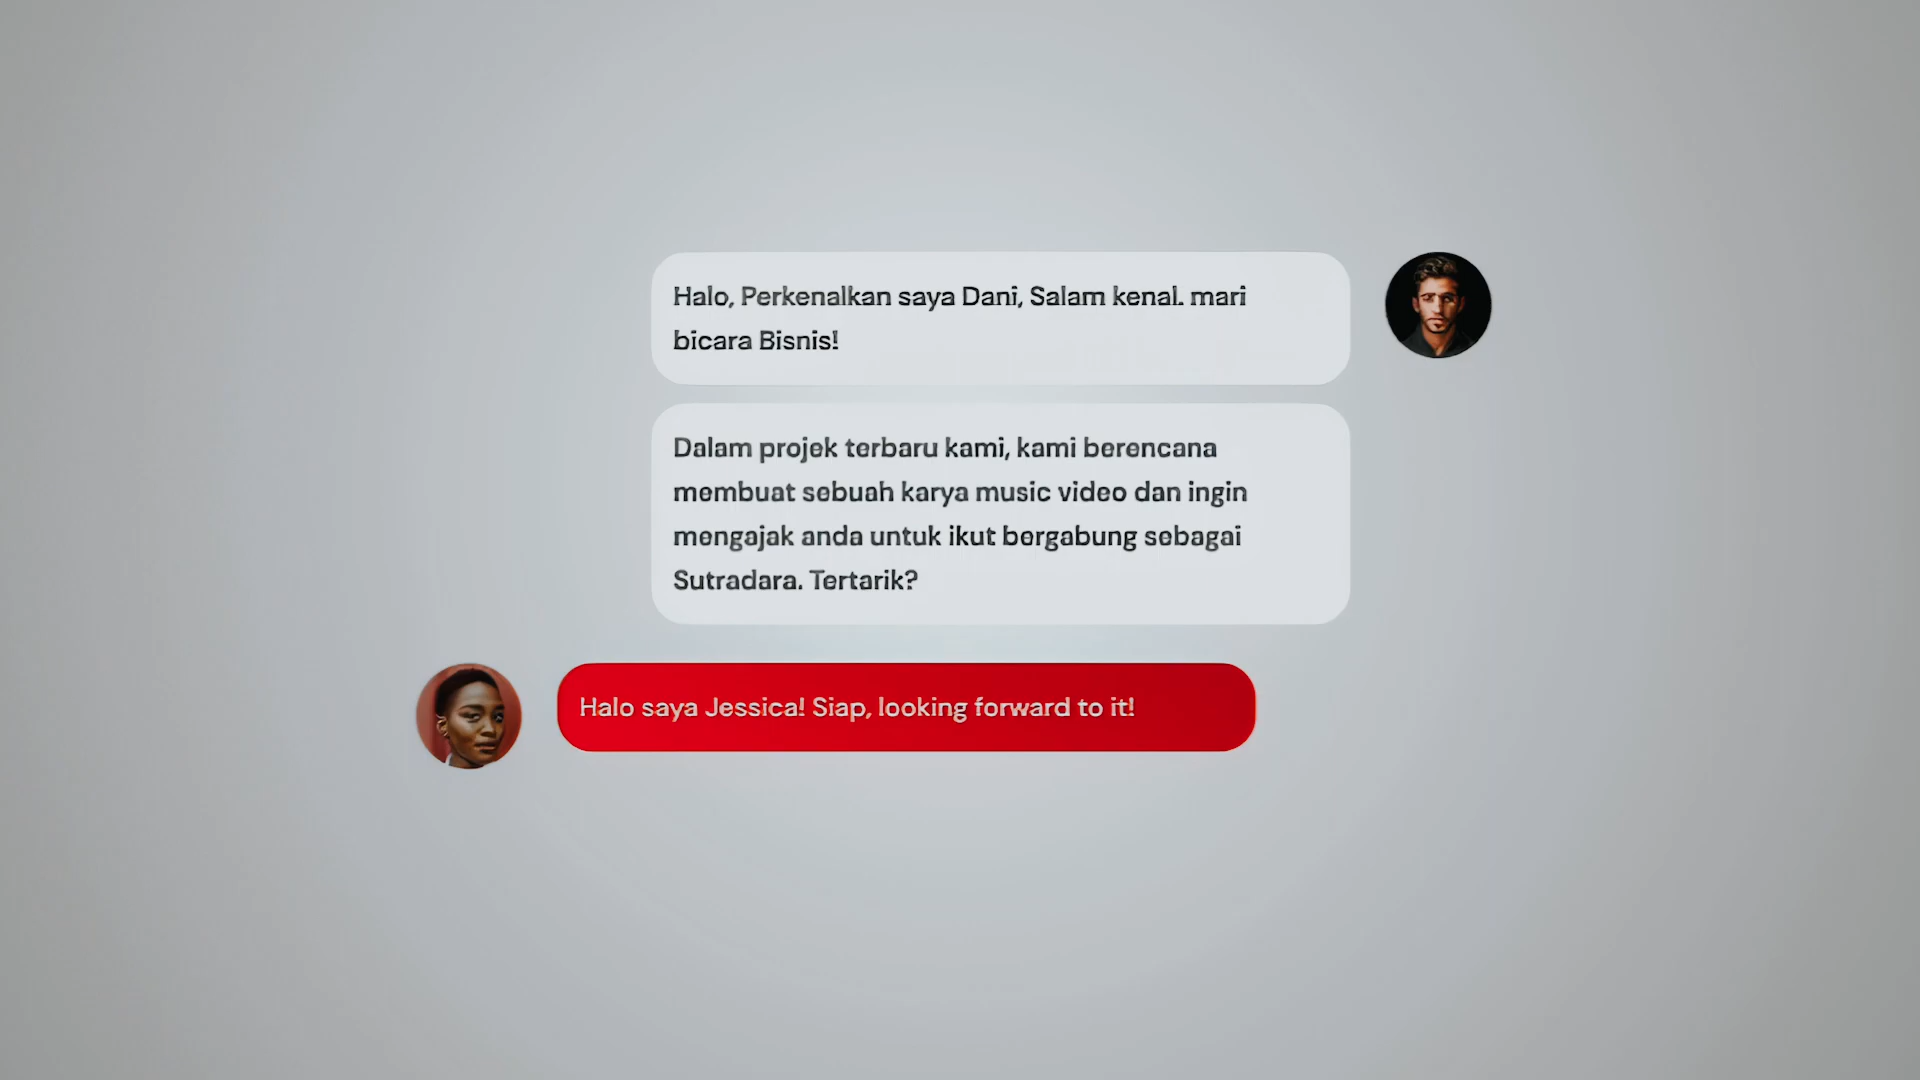 Halo, Perkenalkan saya Dani, Salam kenal. mari
bicara Bisnis!
Dalam projek terbaru kami, kami berencana
membuat sebuah karya music video dan ingin
mengajak anda untuk ikut bergabung sebagai
Sutradara. Tertarik?
Halo saya Jessica! Siap, looking forward to it!